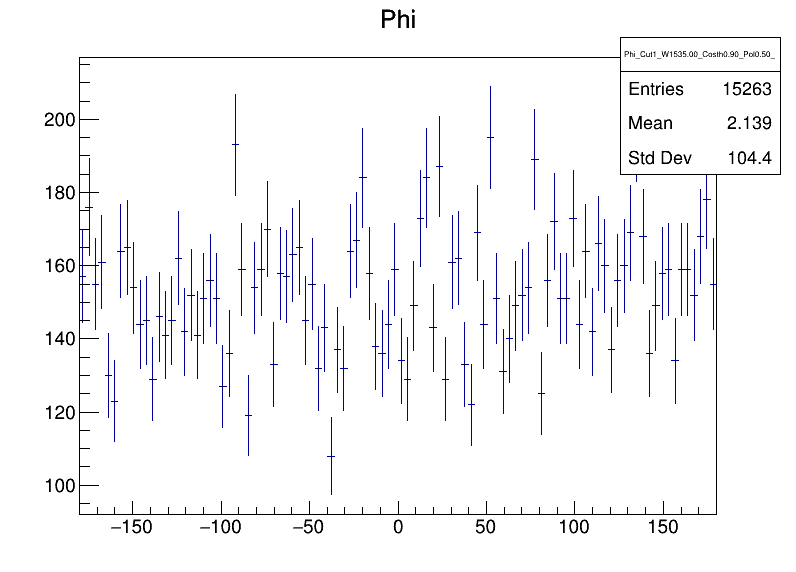 Phi
Phi_Cut1_W1535.00_Costh0.90_Pol0.50_
Entries 15263
Mean 2.139
Std Dev 104.4
200
180
160
140
120
100
−150 −100 −50 0 50 100 150